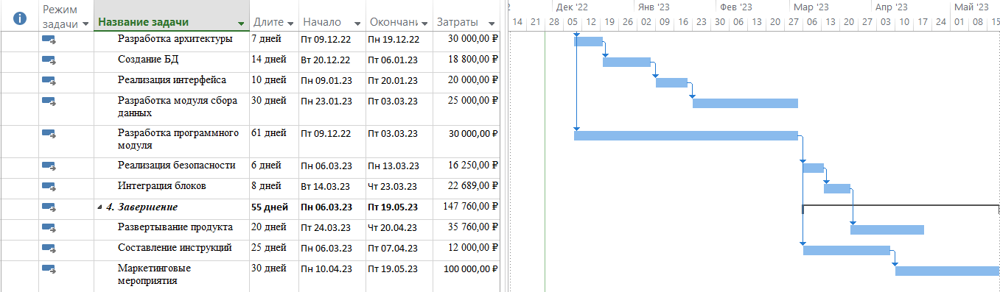 Режим задачи Название задачи Длите Начало Окончани Затраты
2 Дек '22 Янв '23 Фев '23 Мар '23 Апр '23 Май '23
14 21 28 05 12 19 26 02 09 16 23 30 06 13 20 27 06 13 20 27 03 10 17 24 01 08 15
Разработка архитектуры 7 дней Пт 09.12.22 Пн 19.12.22 30 000,00 ₽
Создание БД 14 дней Вт 20.12.22 Пт 06.01.23 18 800,00 ₽
Реализация интерфейса 10 дней Пн 09.01.23 Пт 20.01.23 20 000,00 ₽
Разработка модуля сбора 30 дней Пн 23.01.23 Пт 03.03.23 25 000,00 ₽
данных
Разработка программного 61 дней Пт 09.12.22 Пт 03.03.23 30 000,00 ₽
модуля
Реализация безопасности 6 дней Пн 06.03.23 Пн 13.03.23 16 250,00 ₽
Интеграция блоков 8 дней Вт 14.03.23 Чт 23.03.23 22 689,00 ₽
4. Завершение 55 дней Пн 06.03.23 Пт 19.05.23 147 760,00 ₽
Развертывание продукта 20 дней Пт 24.03.23 Чт 20.04.23 35 760,00 ₽
Составление инструкций 25 дней Пн 06.03.23 Пт 07.04.23 12 000,00 ₽
Маркетинговые 30 дней Пн 10.04.23 Пт 19.05.23 100 000,00 ₽
мероприятия